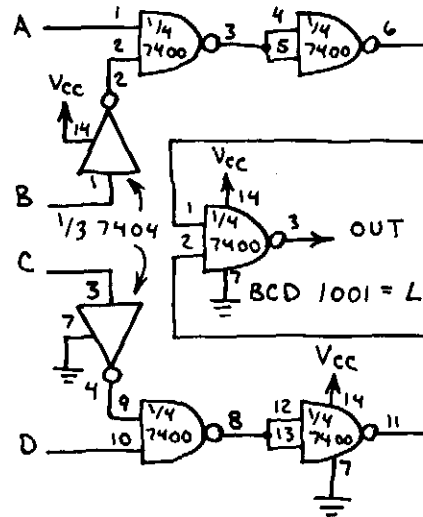 A 1 1/4 7400 3 4 1/4 7400 6
2 5
2
Vcc
14
1
B
1/3 7404
Vcc
14
1 1/4 7400 3 OUT
2
7
BCD 1001 = L
C
3
7
4
9 1/4 7400 8 12 1/4 7400 11
D 10 13
Vcc
14
7